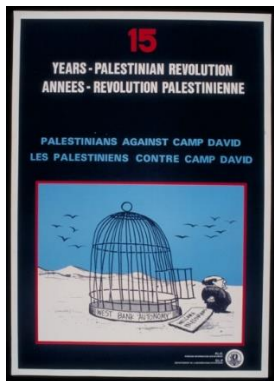 15
YEARS - PALESTINIAN REVOLUTION
ANNEES - REVOLUTION PALESTINIENNE
PALESTINIANS AGAINST CAMP DAVID
LES PALESTINIENS CONTRE CAMP DAVID
WEST BANK AUTONOMY